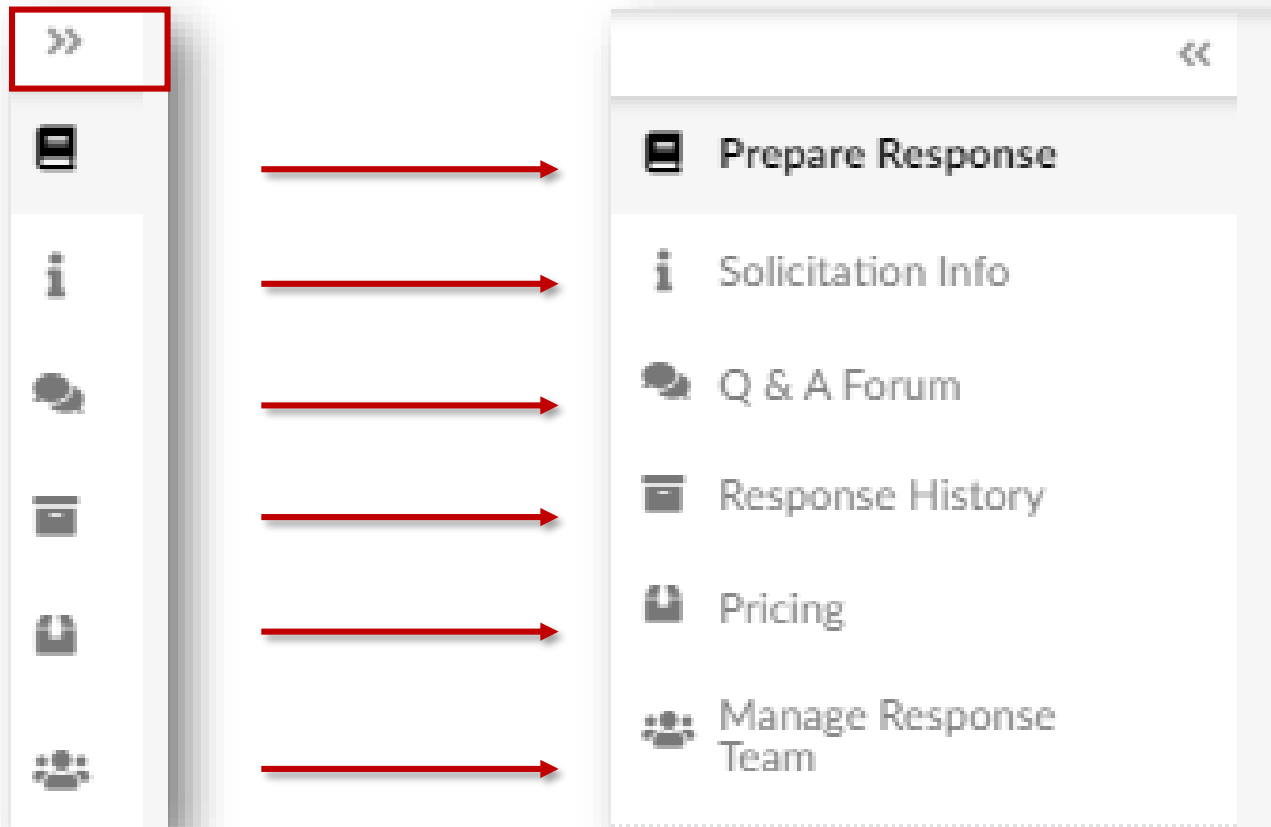 Prepare Response
Solicitation Info
Q & A Forum
Response History
Pricing
Manage Response
Team